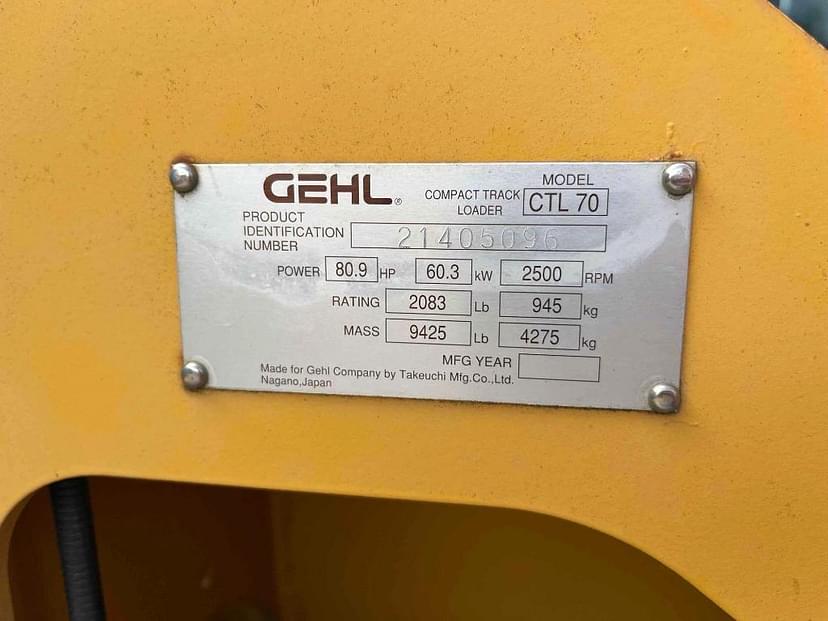 GEHL®
MODEL
COMPACT TRACK LOADER
CTL 70
PRODUCT IDENTIFICATION NUMBER
21405096
POWER 80.9 HP 60.3 kW 2500 RPM
RATING 2083 Lb 945 kg
MASS 9425 Lb 4275 kg
MFG YEAR
Made for Gehl Company by Takeuchi Mfg.Co.,Ltd.
Nagano,Japan